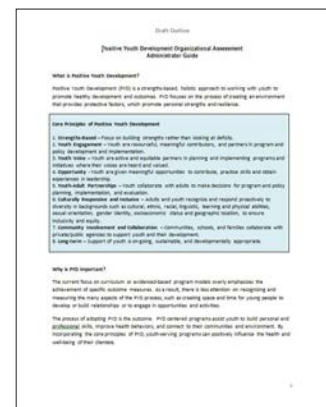 Draft Outline
Positive Youth Development Organizational Assessment
Administrator Guide
What is Positive Youth Development?
Positive Youth Development (PYD) is a strengths-based, holistic approach to working with youth to
promote healthy development and outcomes. PYD focuses on the process of creating an environment
that provides protective factors, which promote personal strengths and resilience.
Core Principles of Positive Youth Development
1. Strengths-Based – Focus on building strengths rather than looking at deficits.
2. Youth Engagement – Youth are resourceful, meaningful contributors, and partners in program and
policy development and implementation.
3. Youth Voice – Youth are active and equitable partners in planning and implementing programs and
initiatives where their voices are heard and valued.
4. Opportunity – Youth are given meaningful opportunities to contribute, practice skills and obtain
experiences in leadership.
5. Youth-Adult Partnerships – Youth collaborate with adults to make decisions for program and policy
planning, implementation, and evaluation.
6. Culturally Responsive and Inclusive – Adults and youth recognize and respond proactively to
diversity in backgrounds such as cultural, ethnic, racial, linguistic, learning and physical abilities,
sexual orientation, gender identity, socioeconomic status and geographic location, to ensure
inclusivity and equity.
7. Community Involvement and Collaboration – Communities, schools, and families collaborate with
private/public agencies to support youth and their development.
8. Long-term – Support of youth is on-going, sustainable, and developmentally appropriate.
Why is PYD important?
The current focus on curriculum or evidenced-based program models overly emphasizes the
achievement of specific outcome measures. As a result, there is less attention on recognizing and
measuring the many aspects of the PYD process, such as creating space and time for young people to
develop or build relationships or to engage in opportunities and activities.
The process of adopting PYD is the outcome. PYD centered programs assist youth to build personal and
professional skills, improve health behaviors, and connect to their communities and environment. By
incorporating the core principles of PYD, youth-serving programs can positively influence the health and
well-being of their clientele.